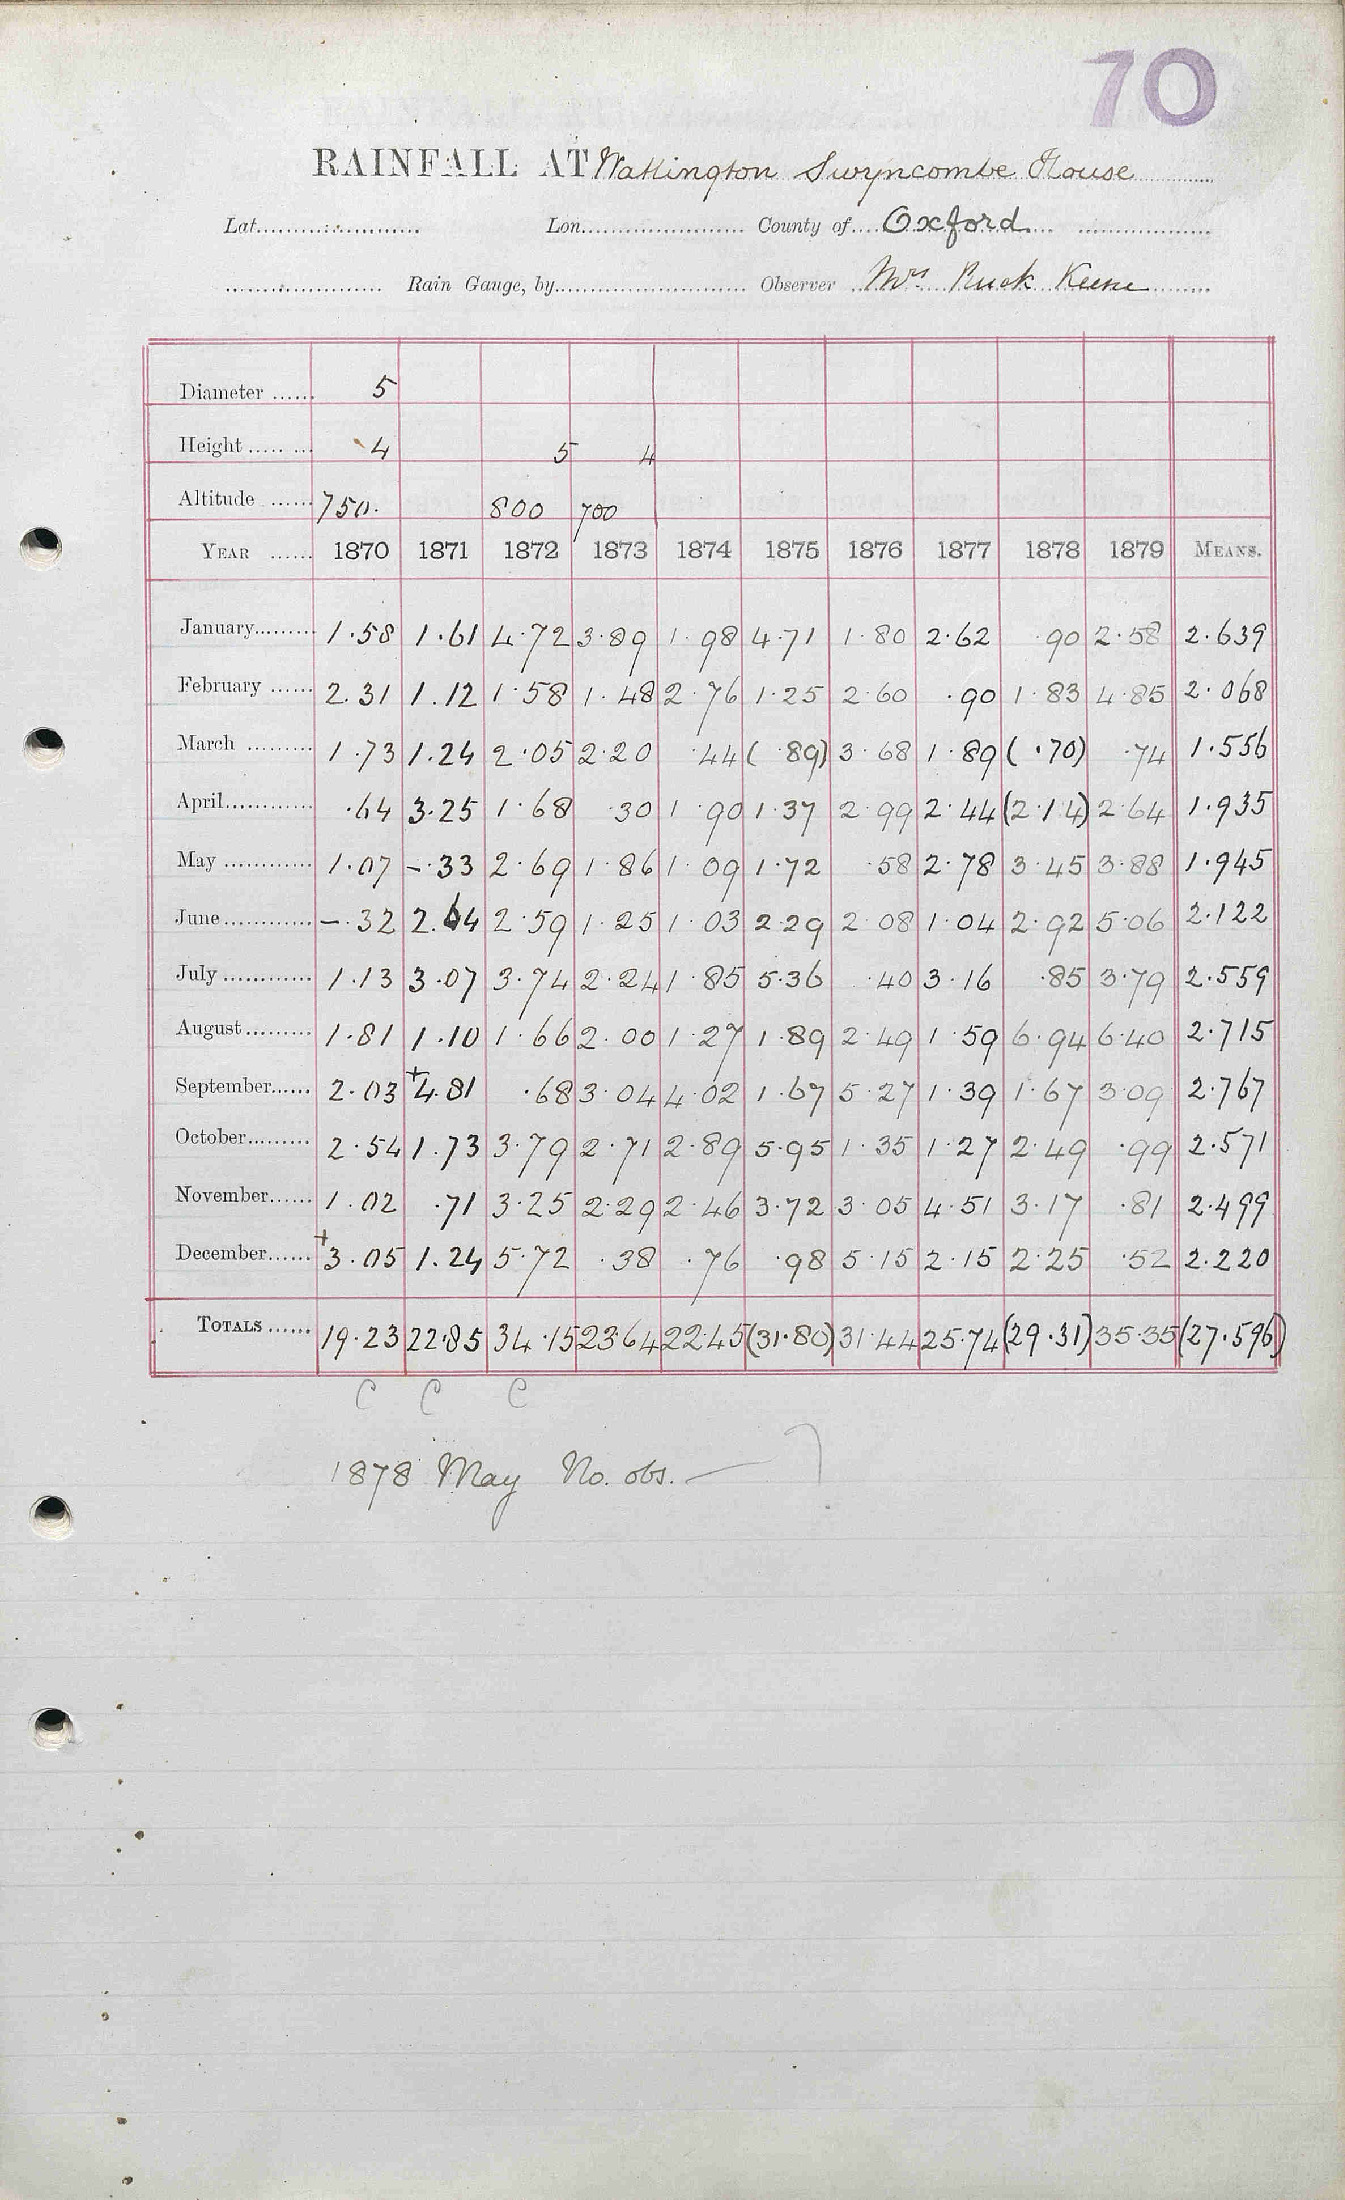 70
RAINFALL AT Watlington Swyncombe House
Lat. Lon. County of Oxford
Rain Gauge, by Observer Mrs Ruck Keene
Diameter 5
Height 4 5 4
Altitude 750. 800 700
YEAR 1870 1871 1872 1873 1874 1875 1876 1877 1878 1879 MEANS.
January 1.58 1.61 4.72 3.89 1.98 4.71 1.80 2.62 .90 2.58 2.639
February 2.31 1.12 1.58 1.48 2.76 1.25 2.60 .90 1.83 4.85 2.068
March 1.73 1.24 2.05 2.20 .44 (.89) 3.68 1.89 (.70) .74 1.556
April .64 3.25 1.68 .30 1.90 1.37 2.99 2.44 (2.14) 2.64 1.935
May 1.07 -.33 2.69 1.86 1.09 1.72 .58 2.78 3.45 3.88 1.945
June -.32 2.64 2.59 1.25 1.03 2.29 2.08 1.04 2.92 5.06 2.122
July 1.13 3.07 3.74 2.24 1.85 5.36 .40 3.16 .85 3.79 2.559
August 1.81 1.10 1.66 2.00 1.27 1.89 2.49 1.59 6.94 6.40 2.715
September 2.03 +4.81 .68 3.04 4.02 1.67 5.27 1.39 1.67 3.09 2.767
October 2.54 1.73 3.79 2.71 2.89 5.95 1.35 1.27 2.49 .99 2.571
November 1.02 .71 3.25 2.29 2.46 3.72 3.05 4.51 3.17 .81 2.499
December +3.05 1.24 5.72 .38 .76 .98 5.15 2.15 2.25 .52 2.220
TOTALS 19.23 22.85 34.15 23.64 22.45 (31.80) 31.44 25.74 (29.31) 35.35 (27.596)
C C C
1878 May No. obs. —